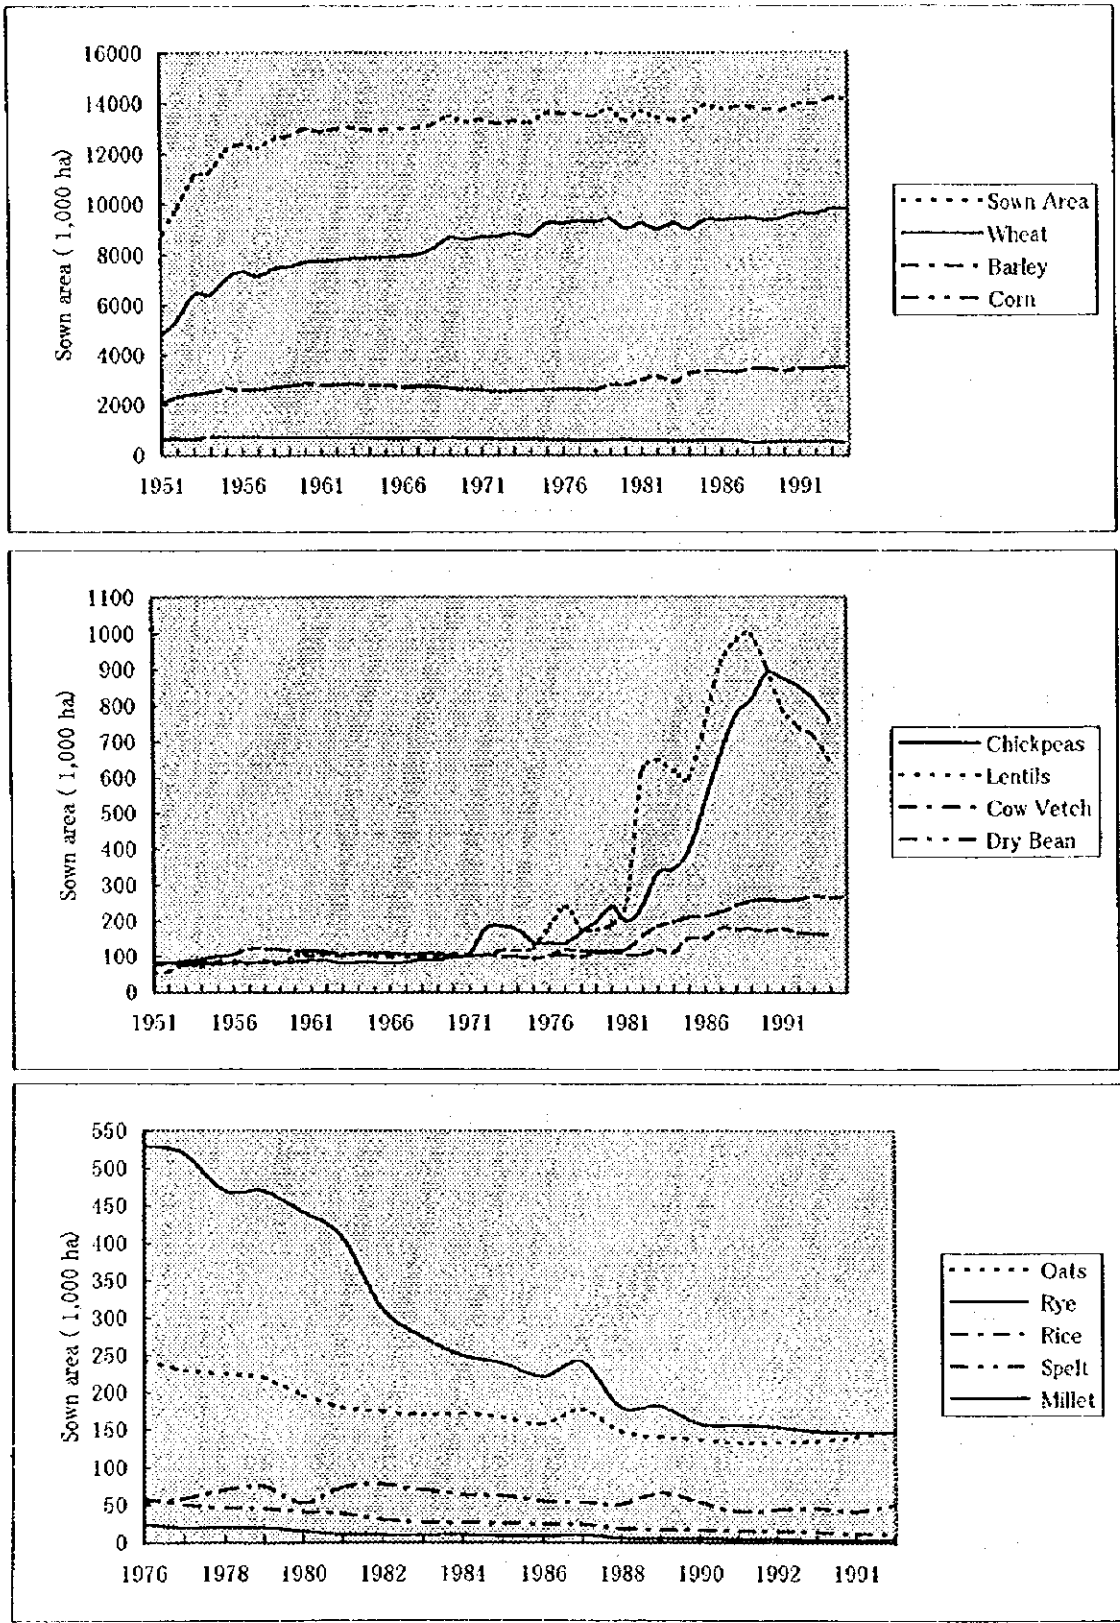 16000
14000
12000
10000
8000
6000
4000
2000
0
Sown area ( 1,000 ha)
1951 1956 1961 1966 1971 1976 1981 1986 1991
Sown Area
Wheat
Barley
Corn
1100
1000
900
800
700
600
500
400
300
200
100
0
Sown area ( 1,000 ha)
1951 1956 1961 1966 1971 1976 1981 1986 1991
Chickpeas
Lentils
Cow Vetch
Dry Bean
550
500
450
400
350
300
250
200
150
100
50
0
Sown area ( 1,000 ha)
1976 1978 1980 1982 1984 1986 1988 1990 1992 1994
Oats
Rye
Rice
Spelt
Millet